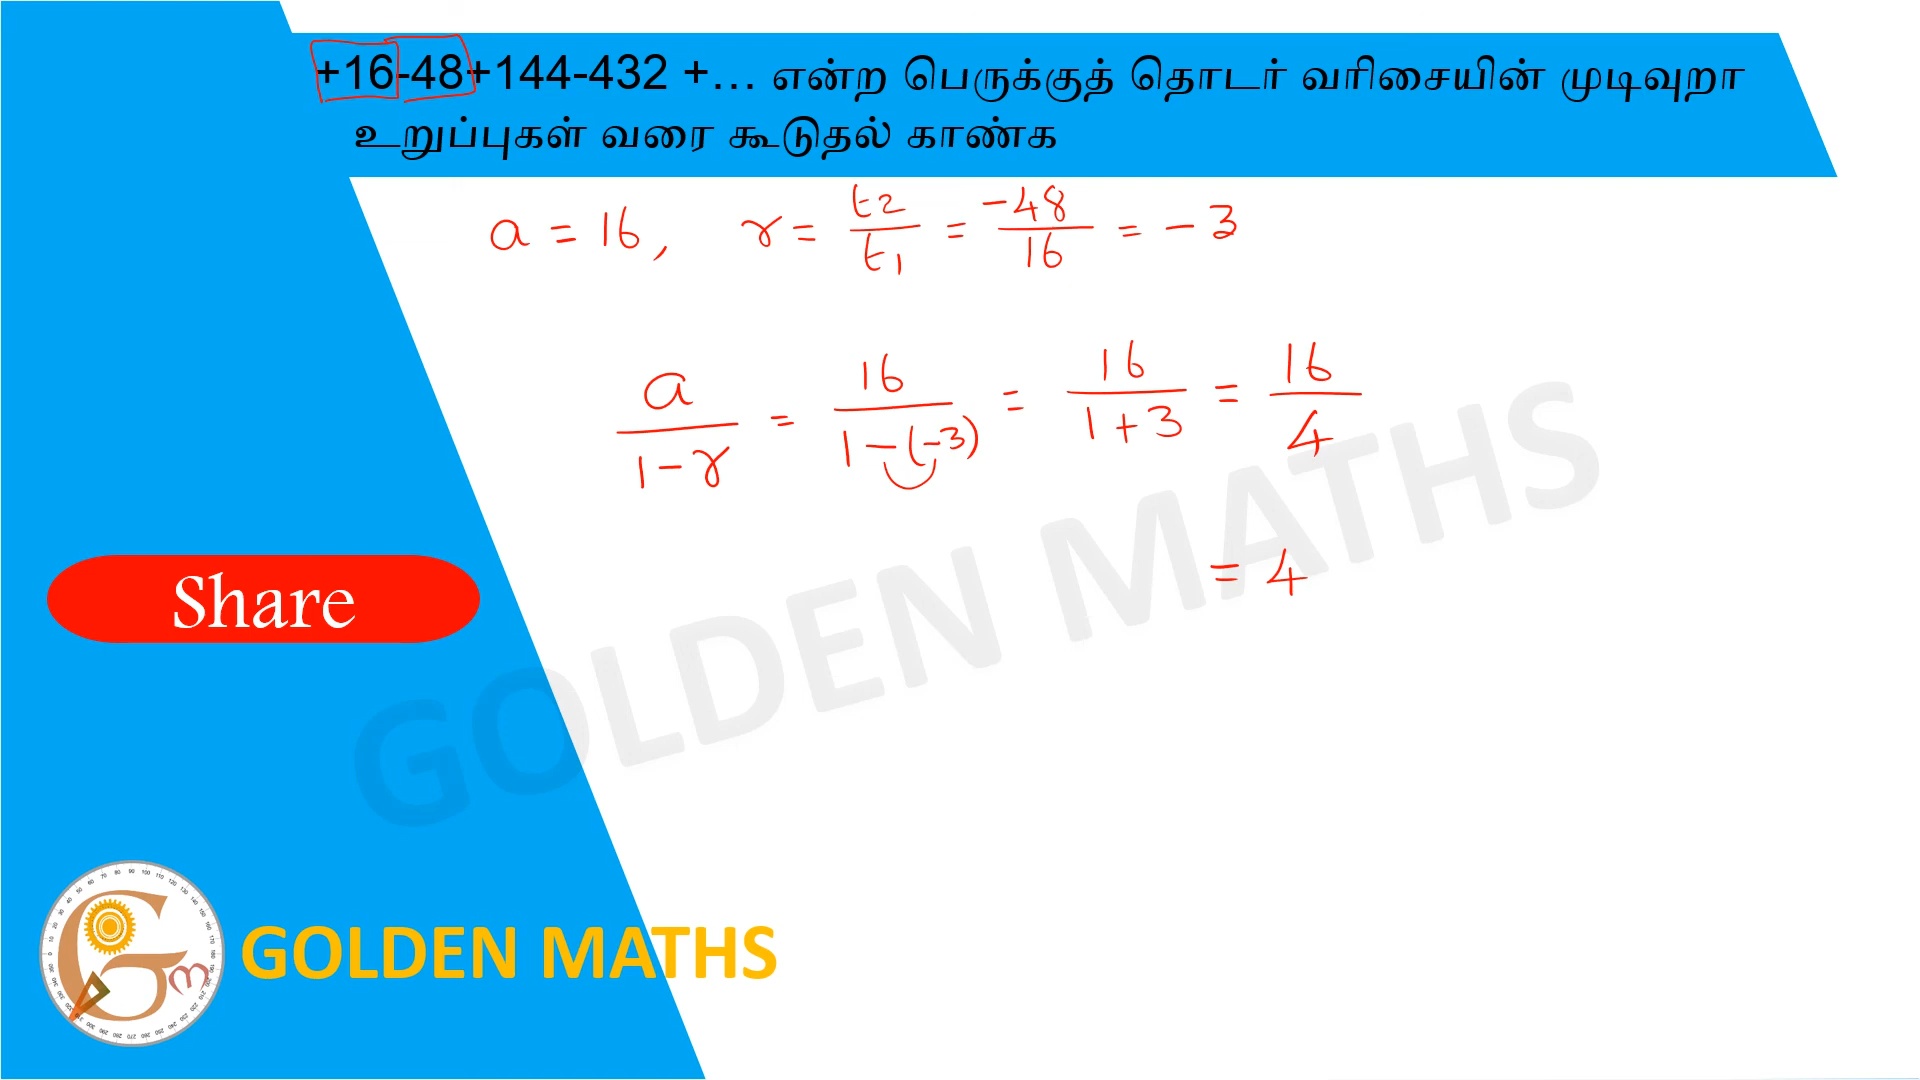 +16-48+144-432 +... என்ற பெருக்குத் தொடர் வரிசையின் முடிவுறா
உறுப்புகள் வரை கூடுதல் காண்க
a = 16, r = t2/t1 = -48/16 = -3
a/1-r = 16/1-(-3) = 16/1+3 = 16/4
= 4
Share
GOLDEN MATHS
Gm
GOLDEN MATHS